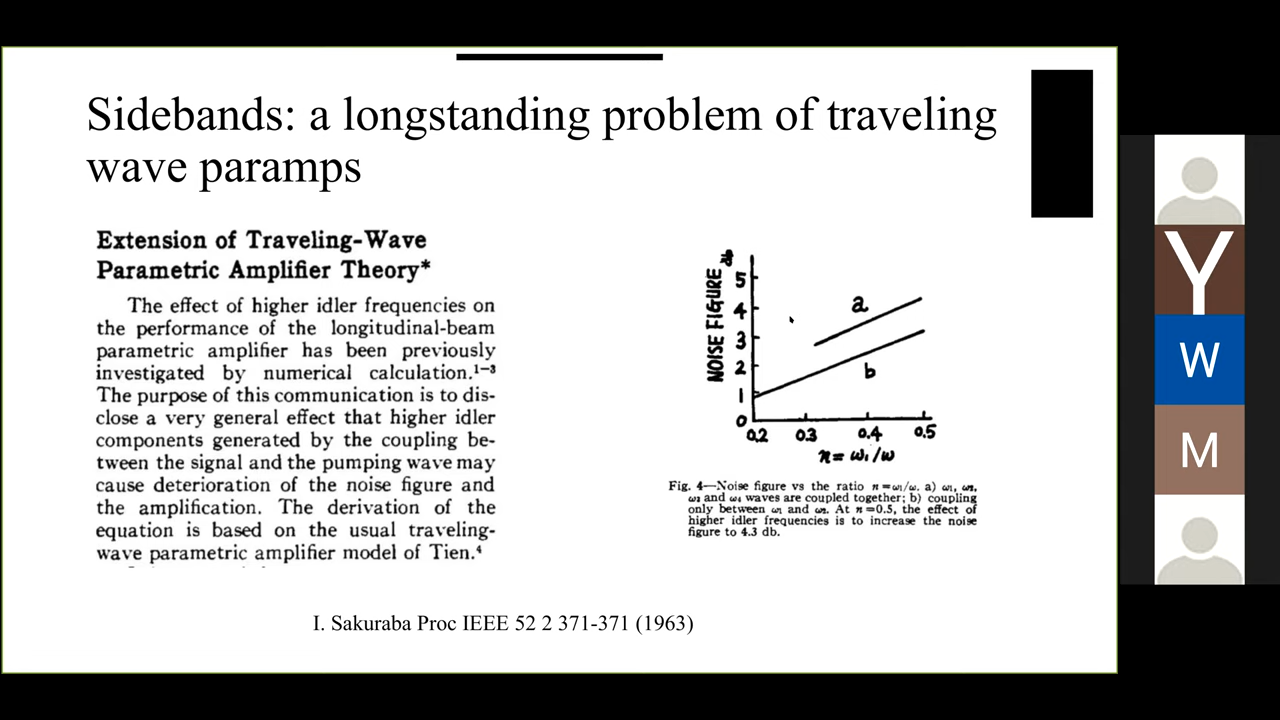 Sidebands: a longstanding problem of traveling
wave paramps
Extension of Traveling-Wave
Parametric Amplifier Theory*
The effect of higher idler frequencies on
the performance of the longitudinal-beam
parametric amplifier has been previously
investigated by numerical calculation.¹⁻³
The purpose of this communication is to dis-
close a very general effect that higher idler
components generated by the coupling be-
tween the signal and the pumping wave may
cause deterioration of the noise figure and
the amplification. The derivation of the
equation is based on the usual traveling-
wave parametric amplifier model of Tien.⁴
NOISE FIGURE db
5
4
3
2
1
0
a
b
0.2 0.3 0.4 0.5
n = ω₁/ω
Fig. 4—Noise figure vs the ratio n=ω₁/ω. a) ω₁, ω₂,
ω₃ and ω₄ waves are coupled together; b) coupling
only between ω₁ and ω₂. At n=0.5, the effect of
higher idler frequencies is to increase the noise
figure to 4.3 db.
I. Sakuraba Proc IEEE 52 2 371-371 (1963)
Y
W
M